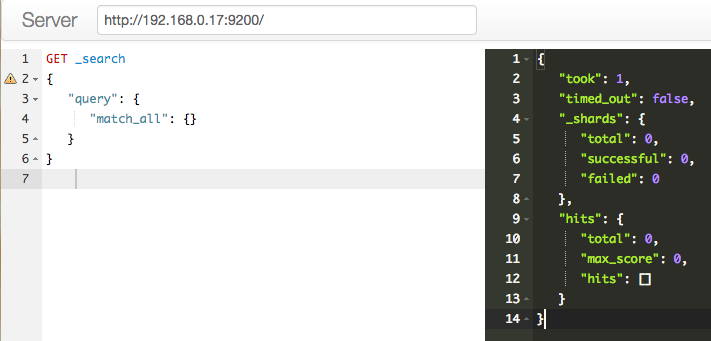 Server http://192.168.0.17:9200/
1 GET _search
2 {
3 "query": {
4 "match_all": {}
5 }
6 }
7
1 {
2 "took": 1,
3 "timed_out": false,
4 "_shards": {
5 "total": 0,
6 "successful": 0,
7 "failed": 0
8 },
9 "hits": {
10 "total": 0,
11 "max_score": 0,
12 "hits": []
13 }
14 }